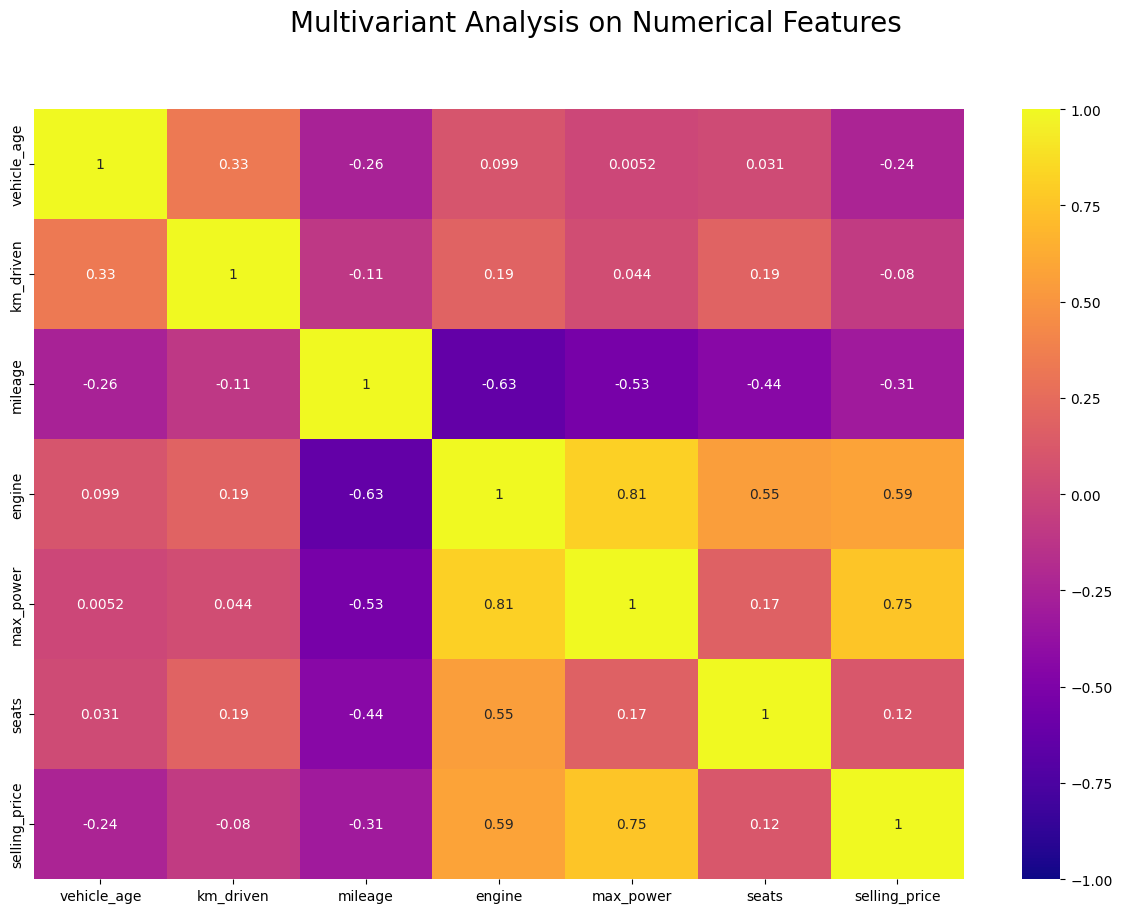 Multivariant Analysis on Numerical Features
vehicle_age 1 0.33 -0.26 0.099 0.0052 0.031 -0.24
km_driven 0.33 1 -0.11 0.19 0.044 0.19 -0.08
mileage -0.26 -0.11 1 -0.63 -0.53 -0.44 -0.31
engine 0.099 0.19 -0.63 1 0.81 0.55 0.59
max_power 0.0052 0.044 -0.53 0.81 1 0.17 0.75
seats 0.031 0.19 -0.44 0.55 0.17 1 0.12
selling_price -0.24 -0.08 -0.31 0.59 0.75 0.12 1
vehicle_age km_driven mileage engine max_power seats selling_price
1.00
0.75
0.50
0.25
0.00
−0.25
−0.50
−0.75
−1.00